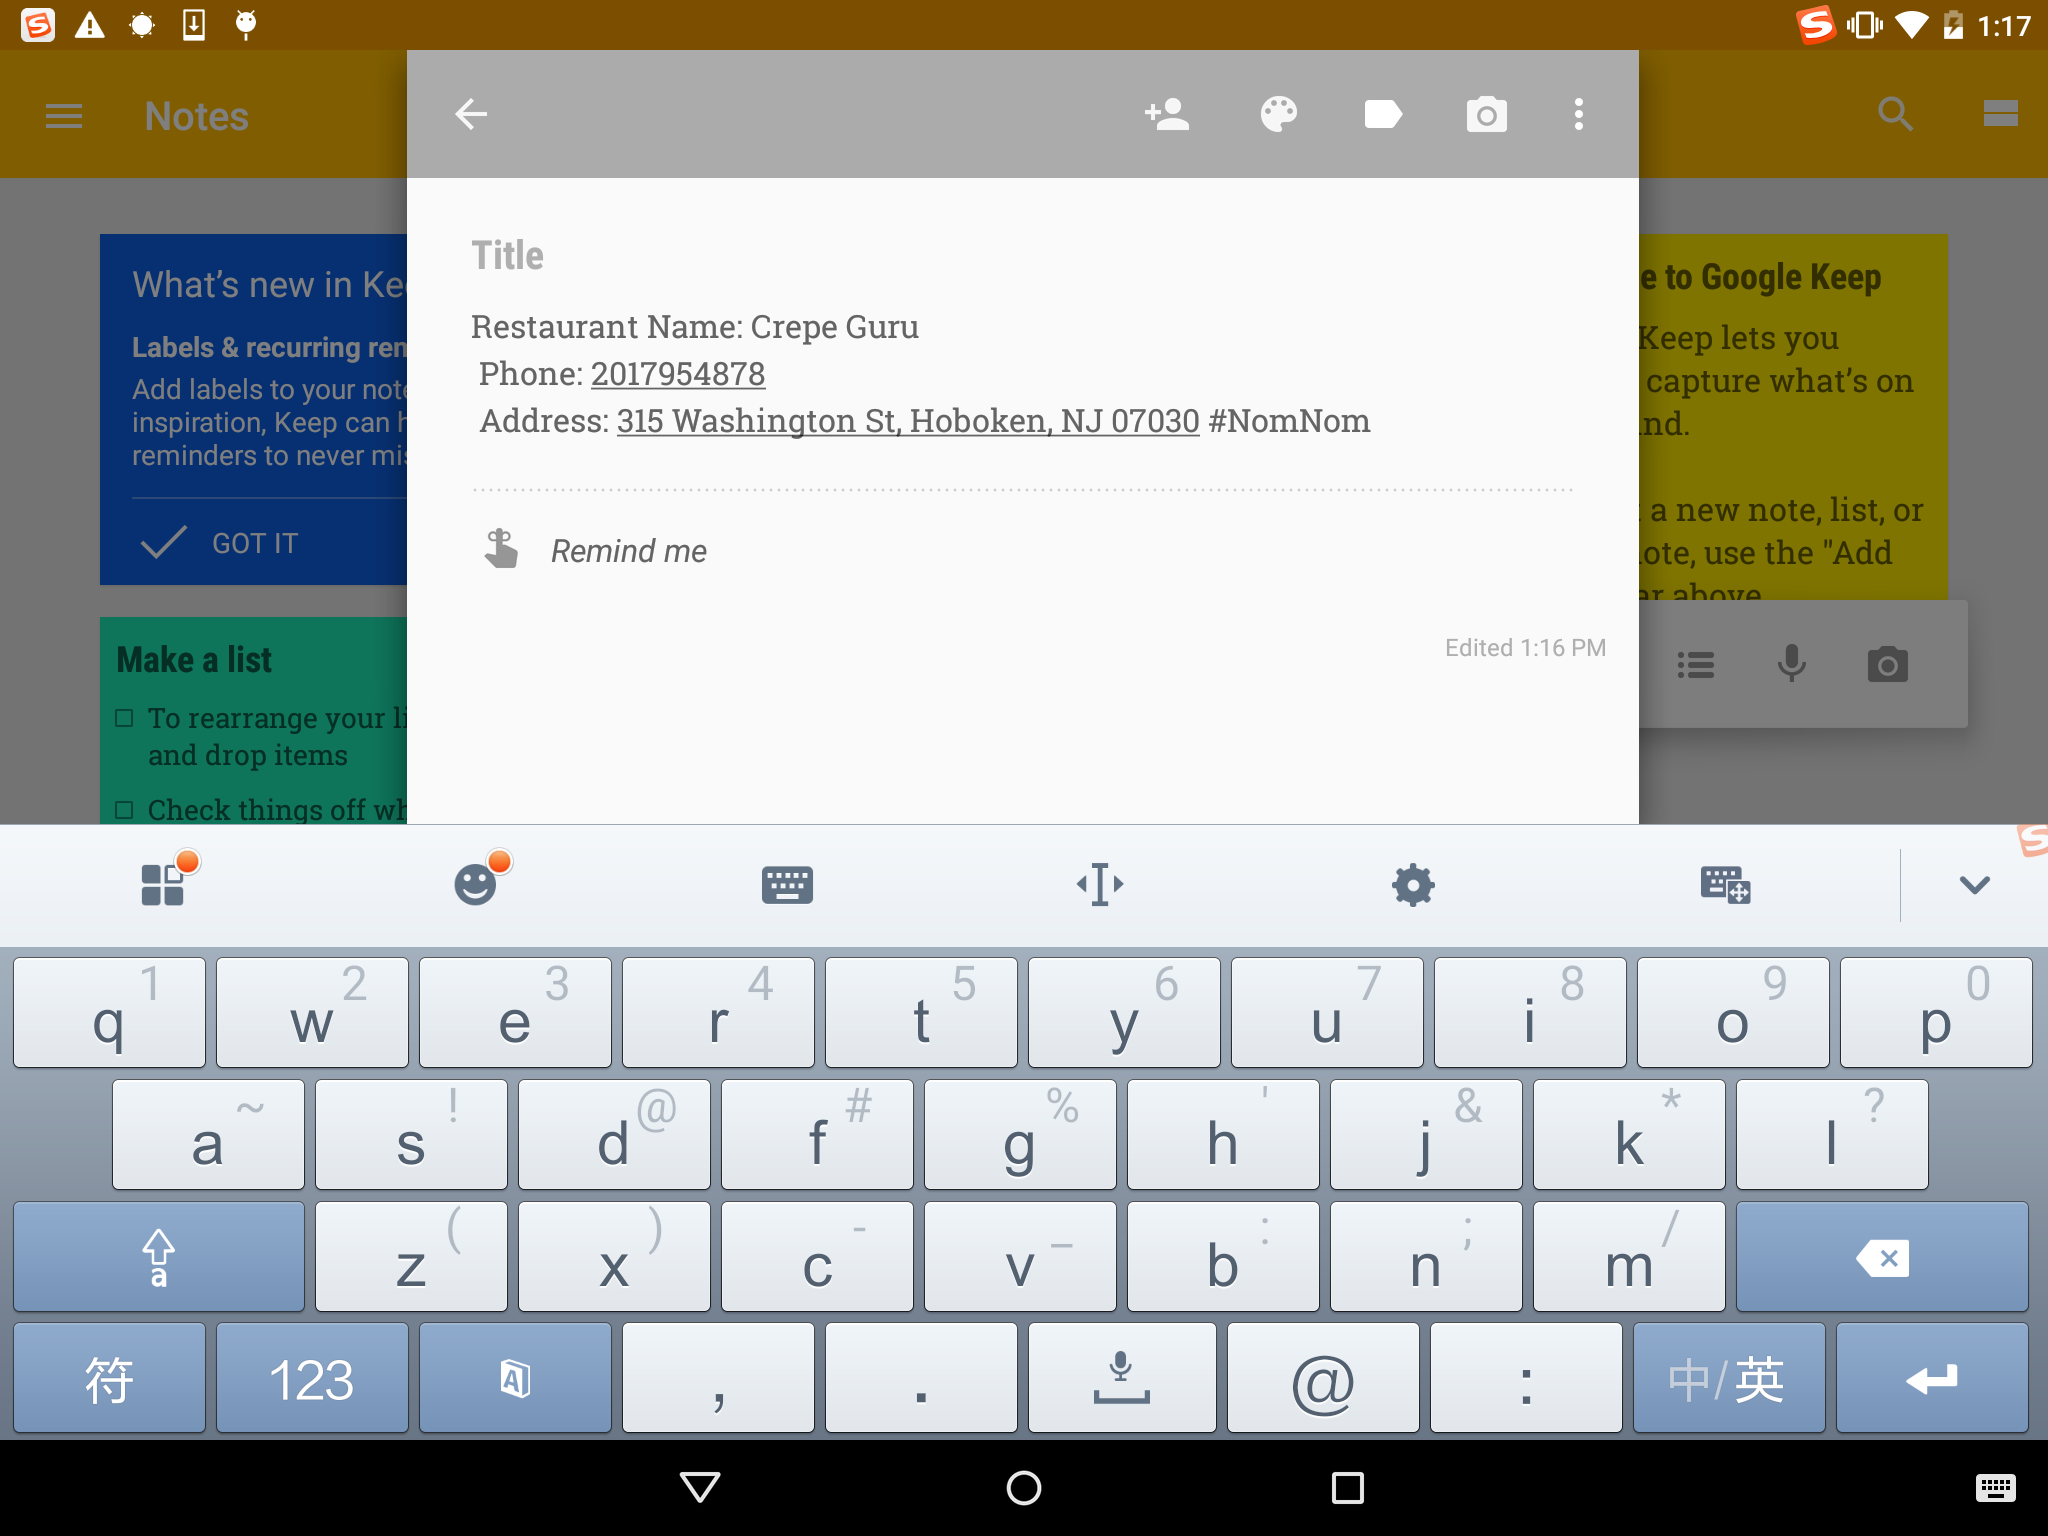 1:17
Notes
What's new in Kee
Labels & recurring ren
Add labels to your note
inspiration, Keep can h
reminders to never mis
GOT IT
Make a list
To rearrange your li
and drop items
Check things off wh
Title
Restaurant Name: Crepe Guru
Phone: 2017954878
Address: 315 Washington St, Hoboken, NJ 07030 #NomNom
Remind me
Edited 1:16 PM
e to Google Keep
Keep lets you
capture what's on
nd.
a new note, list, or
ote, use the "Add
ar above
1 2 3 4 5 6 7 8 9 0
q w e r t y u i o p
~ ! @ # % ' & * ?
a s d f g h j k l
( ) - _ : ; /
a z x c v b n m
符 123 A , . @ : 中/英